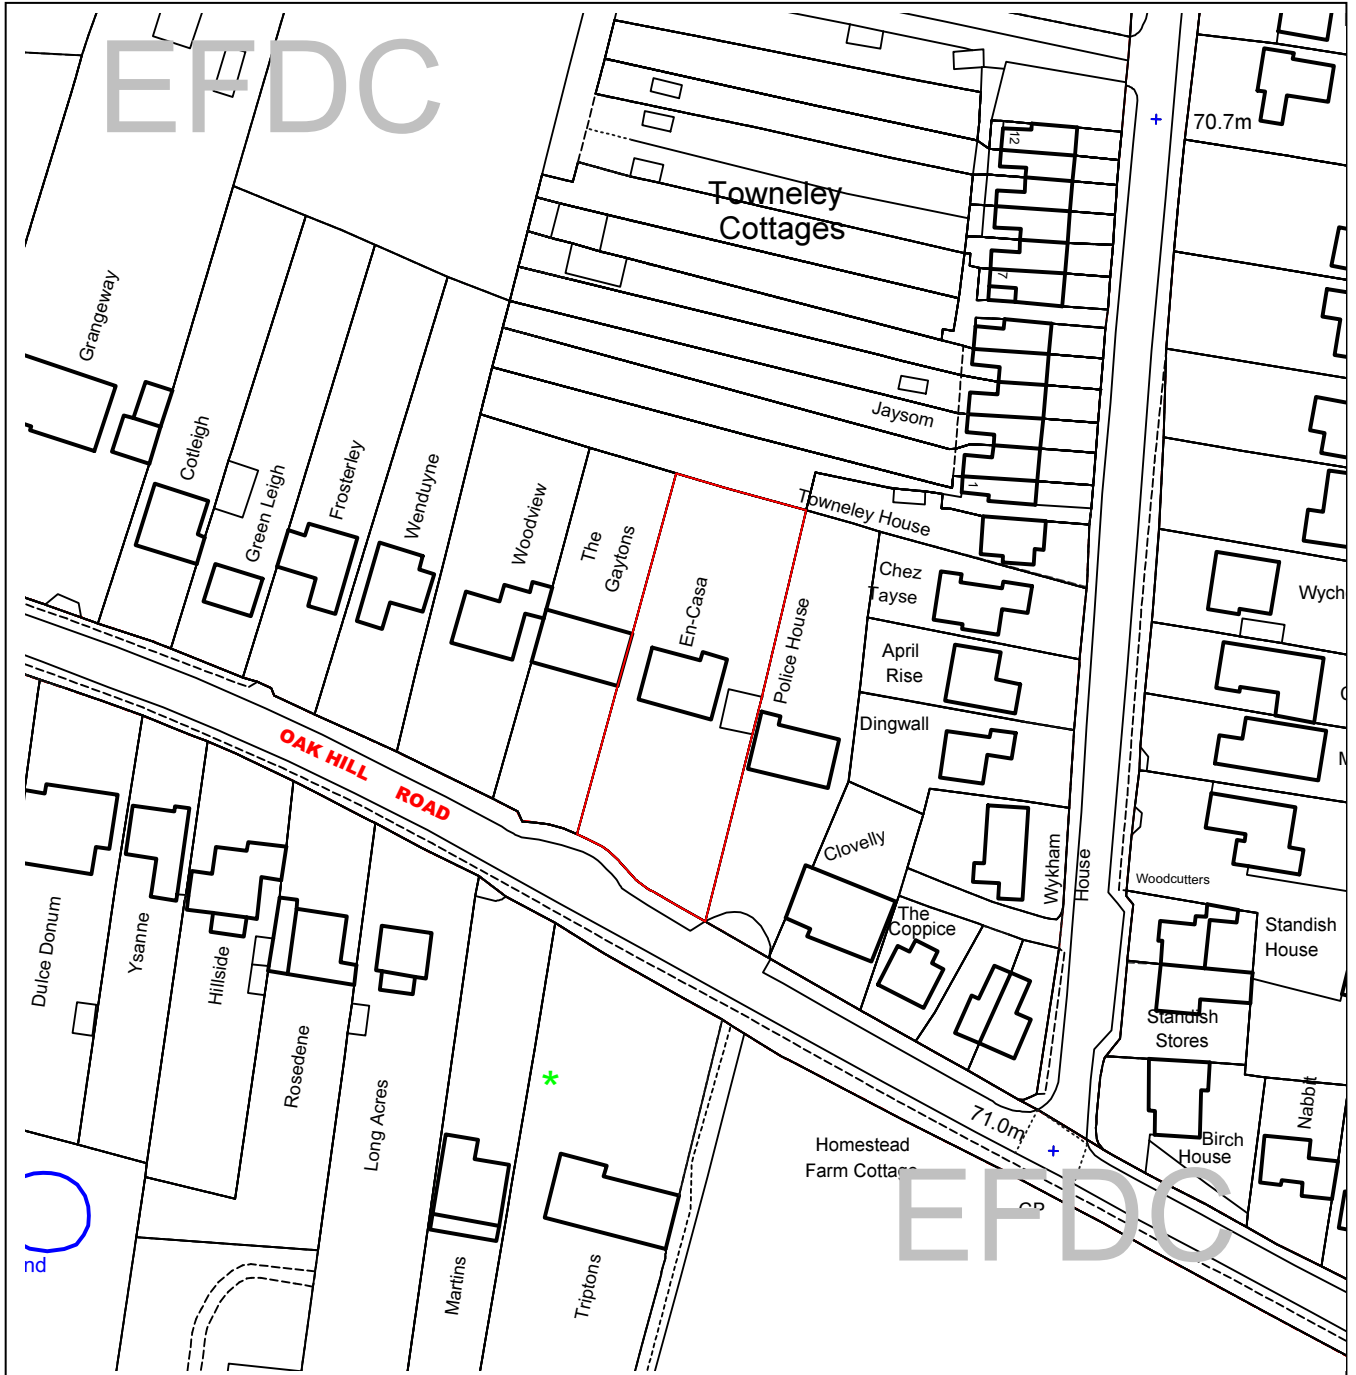 EFDC
70.7m
12
Towneley
Cottages
7
Grangeway
Jaysom
Cotleigh
Frosterley
Wenduyne
Green Leigh
Woodview
1
Towneley House
The
Gaytons
Chez
Tayse
Wych
En-Casa
Police House
April
Rise
Dingwall
OAK HILL
ROAD
Clovelly
Wykham
House
Woodcutters
The
Coppice
Standish
House
Dulce Donum
Ysanne
Hillside
Standish
Stores
Rosedene
Long Acres
*
71.0m
Nabbit
Homestead
Farm Cottage
Birch
House
EFDC
nd
Martins
Triptons